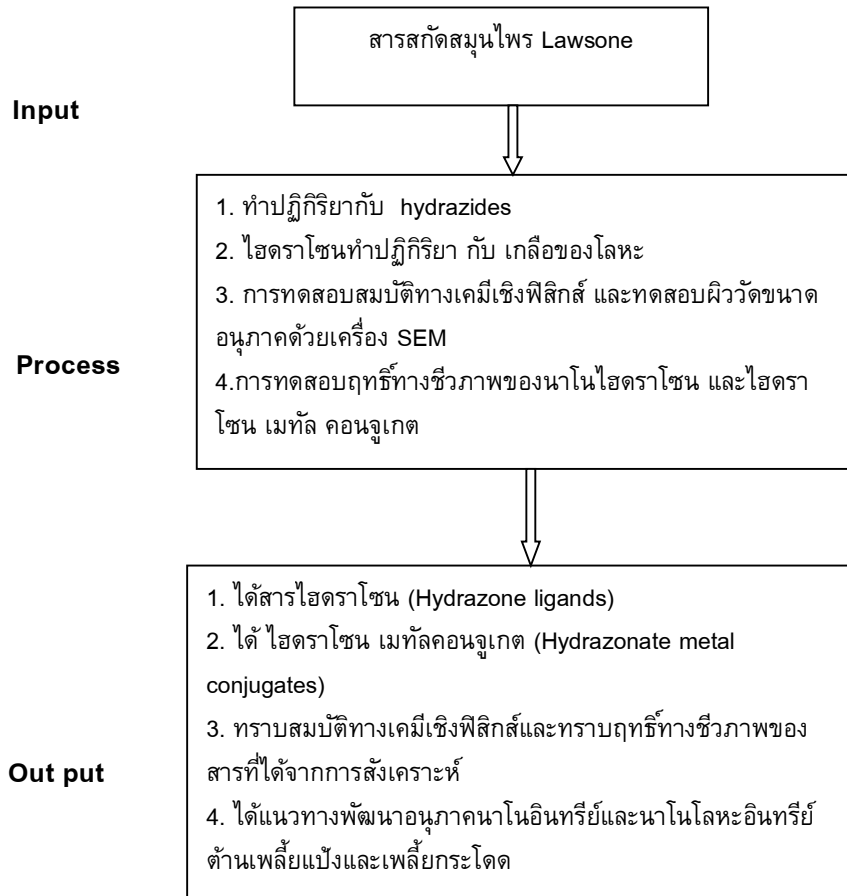 สารสกัดสมุนไพร Lawsone
Input
1. ทำปฏิกิริยากับ hydrazides
2. ไฮดราโซนทำปฏิกิริยา กับ เกลือของโลหะ
3. การทดสอบสมบัติทางเคมีเชิงฟิสิกส์ และทดสอบผิววัดขนาด
อนุภาคด้วยเครื่อง SEM
Process
4.การทดสอบฤทธิ์ทางชีวภาพของนาโนไฮดราโซน และไฮดรา
โซน เมทัล คอนจูเกต
1. ได้สารไฮดราโซน (Hydrazone ligands)
2. ได้ ไฮดราโซน เมทัลคอนจูเกต (Hydrazonate metal
conjugates)
3. ทราบสมบัติทางเคมีเชิงฟิสิกส์และทราบฤทธิ์ทางชีวภาพของ
สารที่ได้จากการสังเคราะห์
Out put
4. ได้แนวทางพัฒนาอนุภาคนาโนอินทรีย์และนาโนโลหะอินทรีย์
ต้านเพลี้ยแป้งและเพลี้ยกระโดด